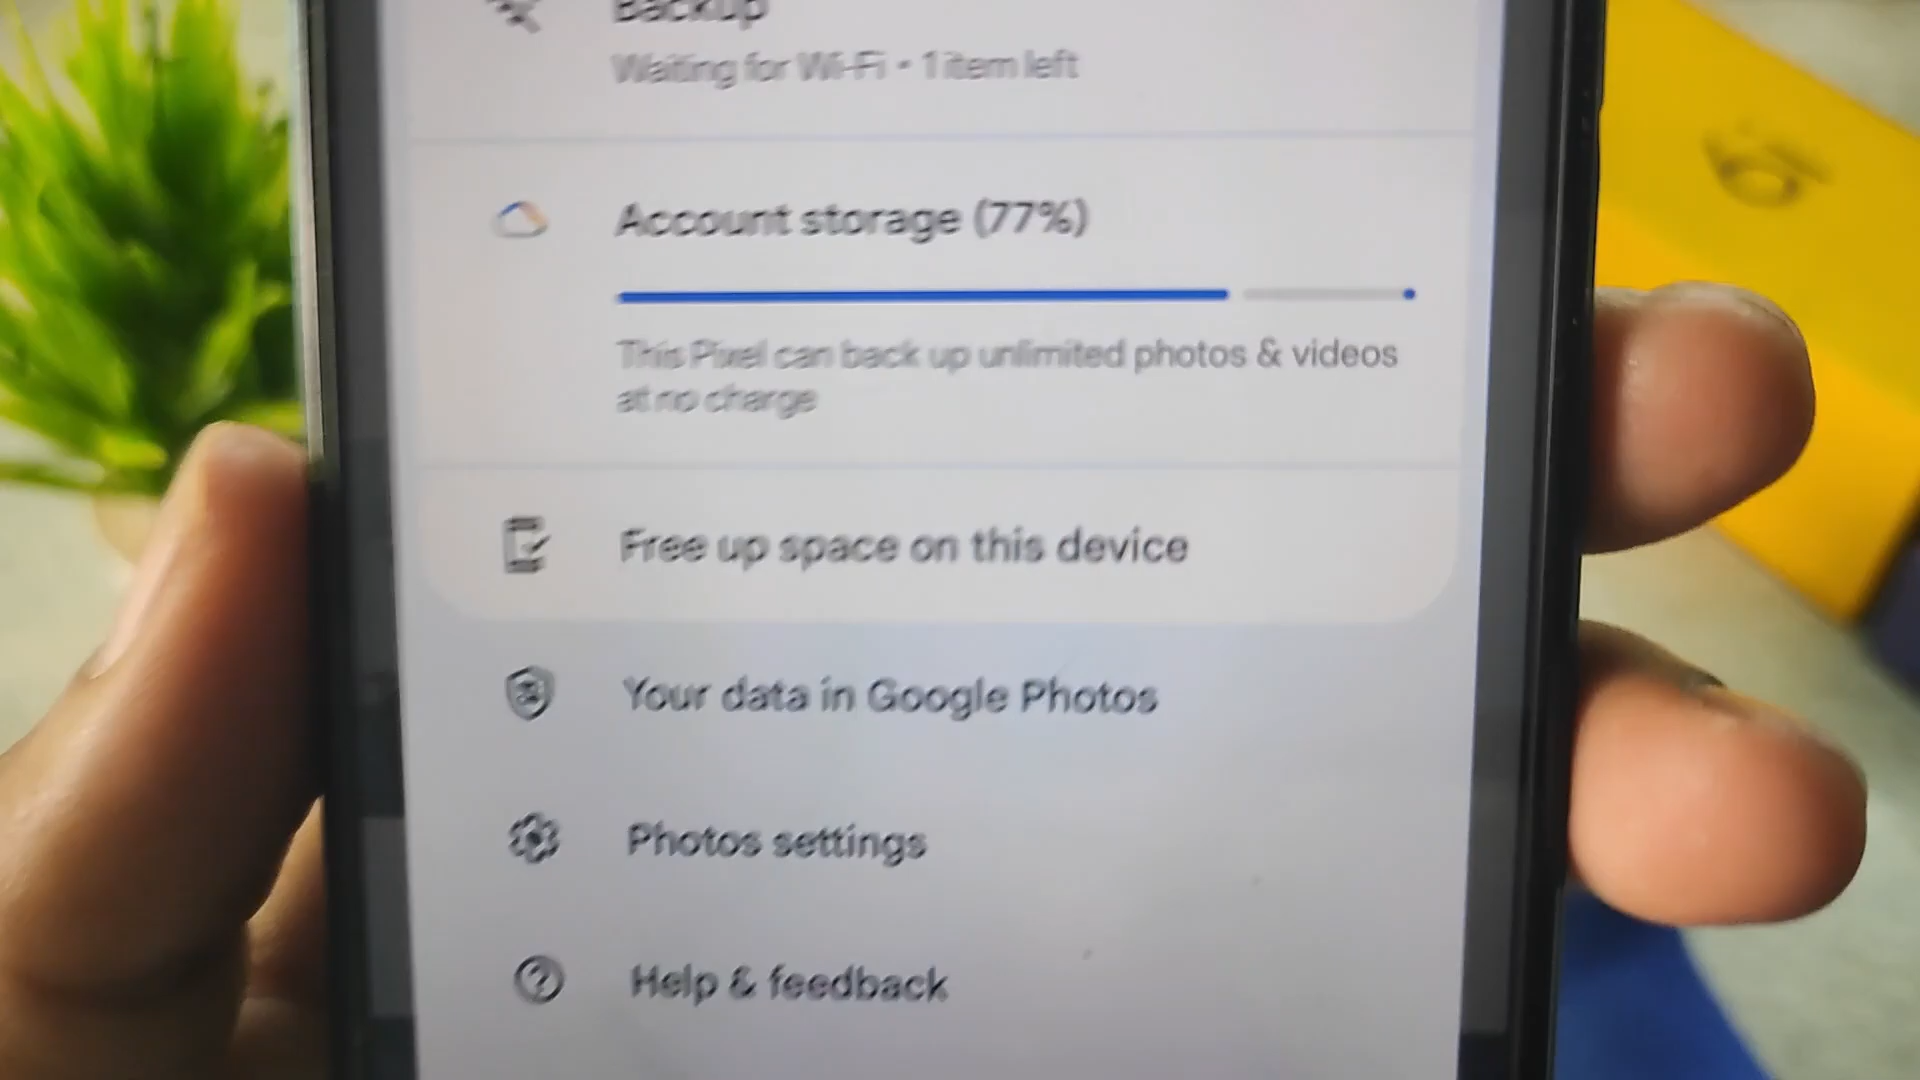 Backup
Waiting for Wi-Fi • 1 item left
Account storage (77%)
This Pixel can back up unlimited photos & videos
at no charge
Free up space on this device
Your data in Google Photos
Photos settings
Help & feedback